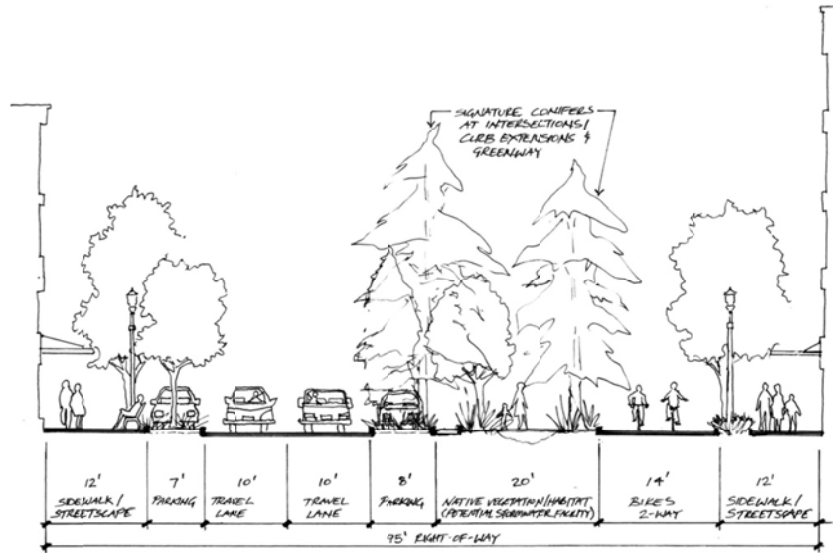 SIGNATURE CONIFERS
AT INTERSECTIONS/
CURB EXTENSIONS &
GREENWAY
12' 7' 10' 10' 8' 20' 14' 12'
SIDEWALK/
STREETSCAPE
PARKING
TRAVEL
LANE
TRAVEL
LANE
PARKING
NATIVE VEGETATION/HABITAT
(POTENTIAL STORMWATER FACILITY)
BIKES
2-WAY
SIDEWALK/
STREETSCAPE
95' RIGHT-OF-WAY